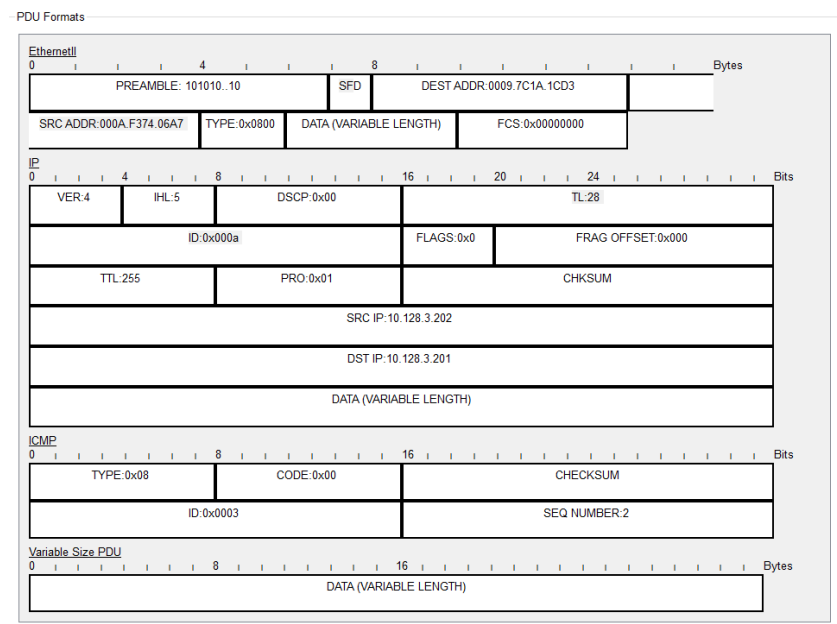 PDU Formats
EthernetII
0 4 8 Bytes
PREAMBLE: 101010..10 SFD DEST ADDR:0009.7C1A.1CD3
SRC ADDR:000A.F374.06A7 TYPE:0x0800 DATA (VARIABLE LENGTH) FCS:0x00000000
IP
0 4 8 16 20 24 Bits
VER:4 IHL:5 DSCP:0x00 TL:28
ID:0x000a FLAGS:0x0 FRAG OFFSET:0x000
TTL:255 PRO:0x01 CHKSUM
SRC IP:10.128.3.202
DST IP:10.128.3.201
DATA (VARIABLE LENGTH)
ICMP
0 8 16 Bits
TYPE:0x08 CODE:0x00 CHECKSUM
ID:0x0003 SEQ NUMBER:2
Variable Size PDU
0 8 16 Bytes
DATA (VARIABLE LENGTH)